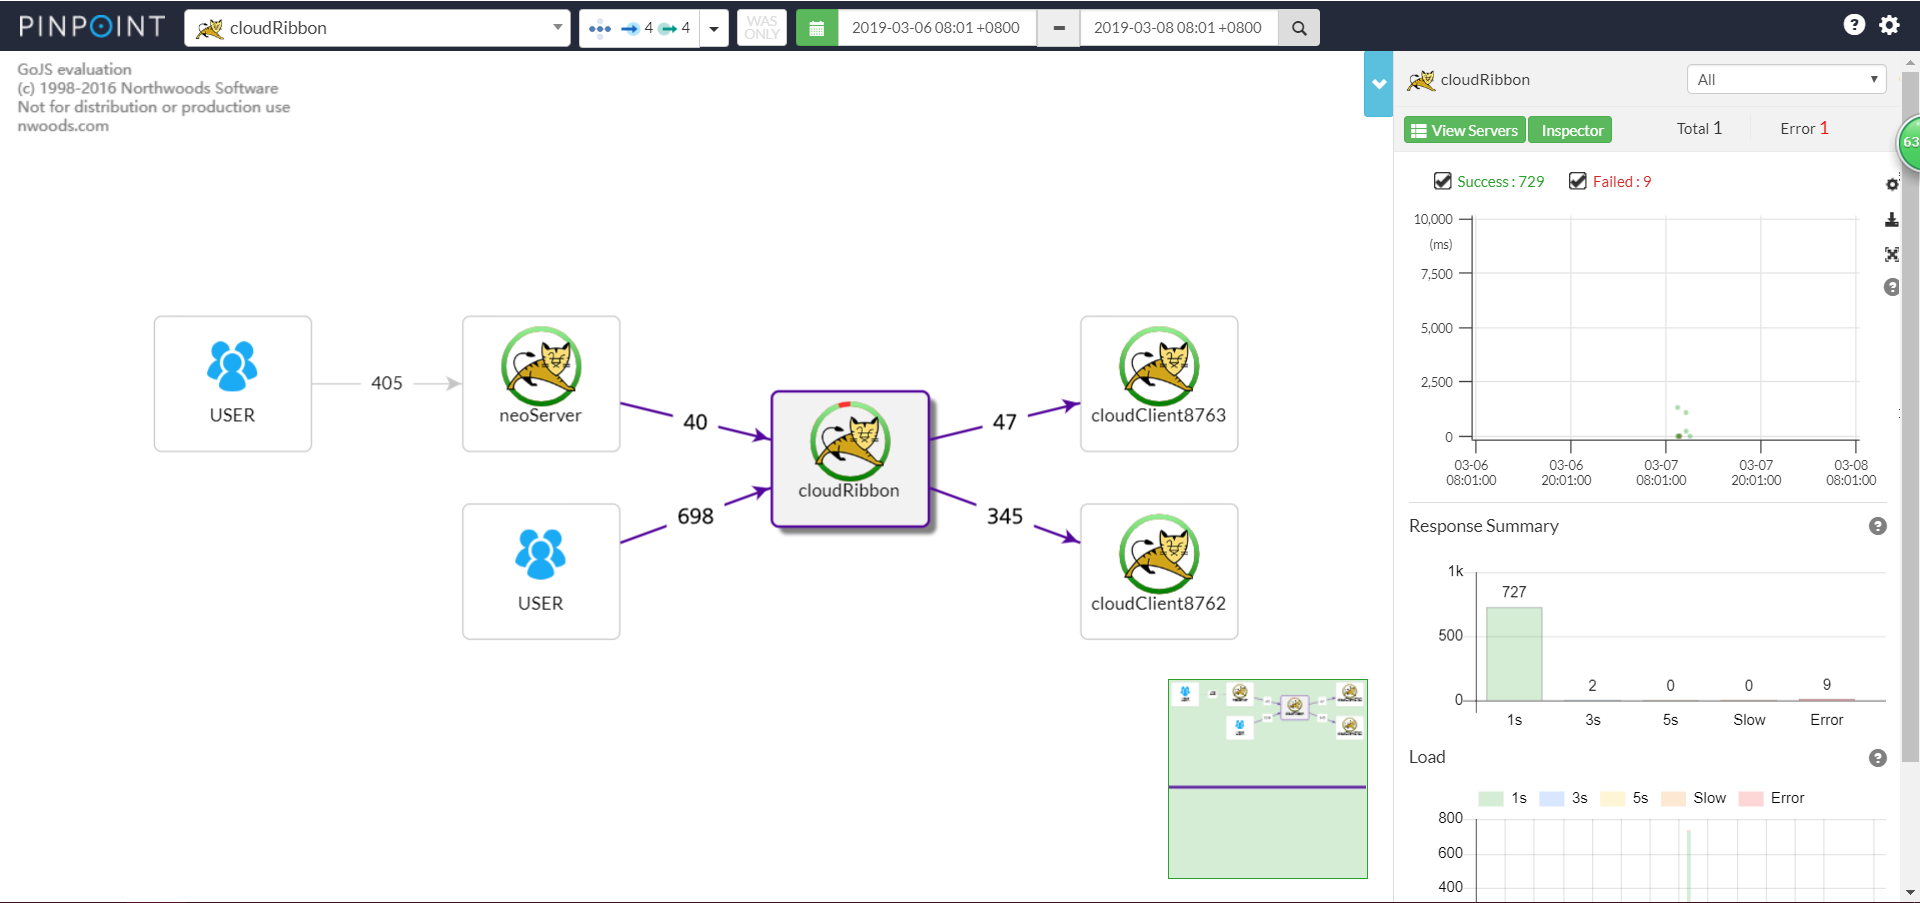 PINPOINT
cloudRibbon
4 4
WAS ONLY
2019-03-06 08:01 +0800
2019-03-08 08:01 +0800
GoJS evaluation
(c) 1998-2016 Northwoods Software
Not for distribution or production use
nwoods.com
USER
405
neoServer
40
USER
698
cloudRibbon
47
345
cloudClient8763
cloudClient8762
cloudRibbon
All
View Servers
Inspector
Total 1
Error 1
63
Success : 729
Failed : 9
10,000
(ms)
7,500
5,000
2,500
0
03-06 03-06 03-07 03-07 03-08
08:01:00 20:01:00 08:01:00 20:01:00 08:01:00
Response Summary
1k
500
0
727 2 0 0 9
1s 3s 5s Slow Error
Load
1s 3s 5s Slow Error
800
600
400